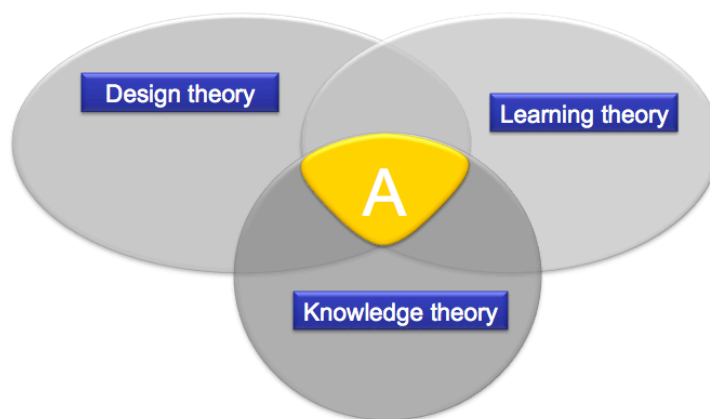 Design theory
Learning theory
A
Knowledge theory